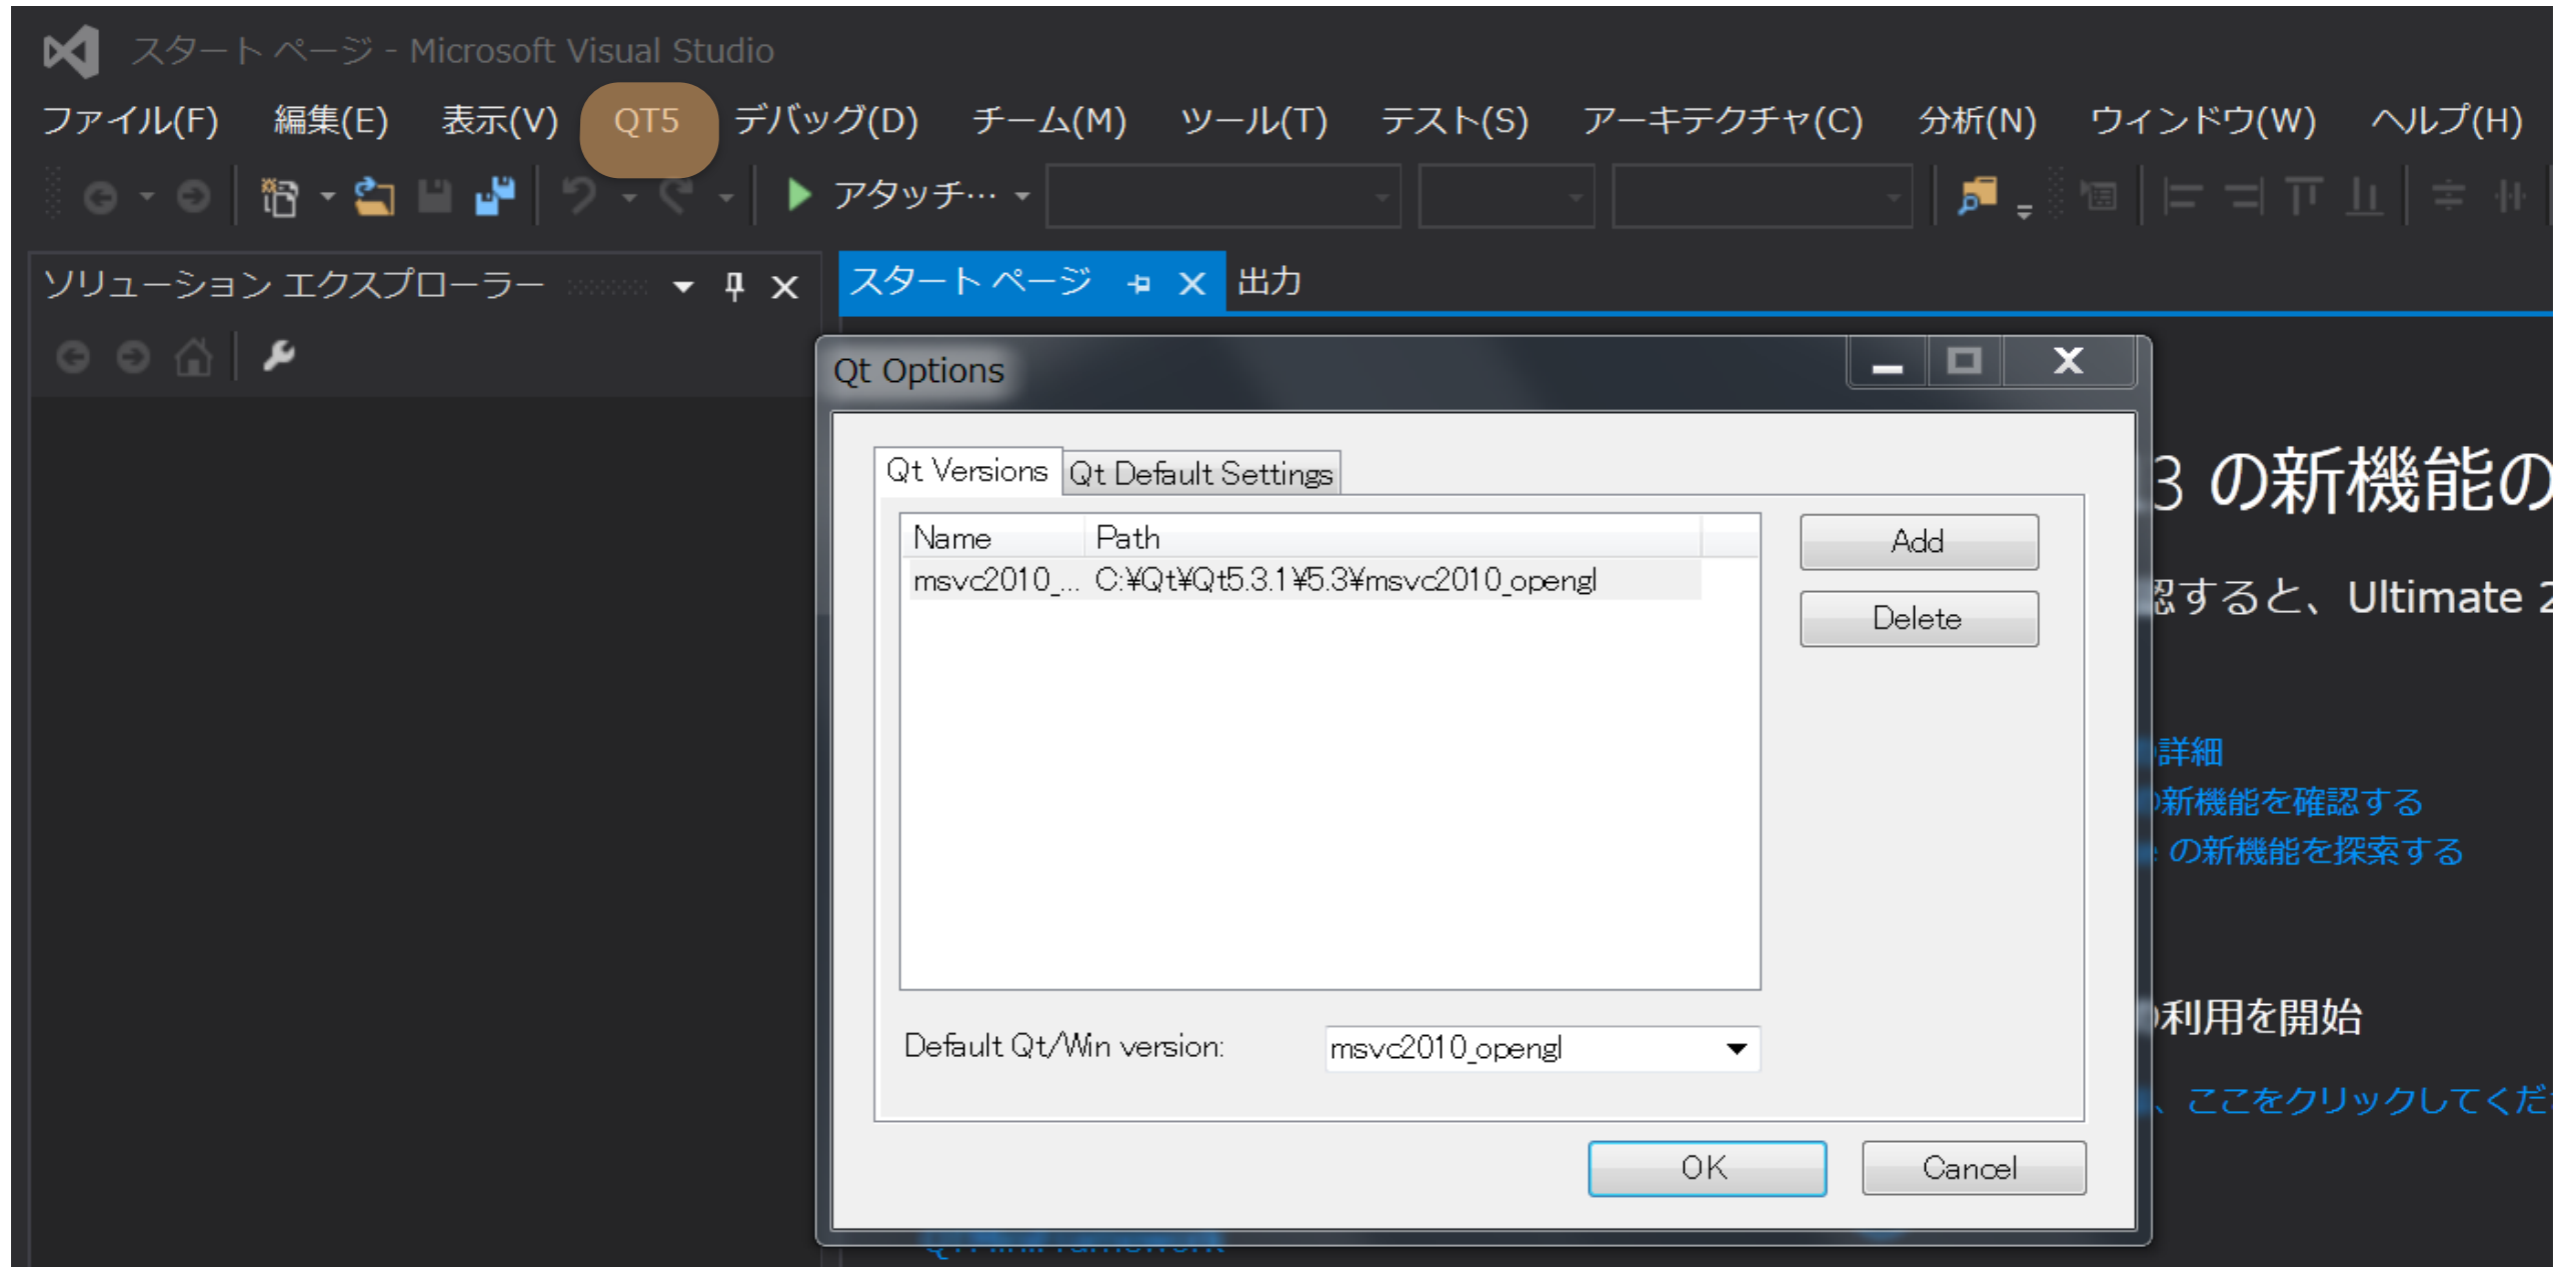 スタート ページ - Microsoft Visual Studio
ファイル(F) 編集(E) 表示(V) QT5 デバッグ(D) チーム(M) ツール(T) テスト(S) アーキテクチャ(C) 分析(N) ウィンドウ(W) ヘルプ(H)
アタッチ…
ソリューション エクスプローラー
スタート ページ 出力
Qt Options
Qt Versions Qt Default Settings
Name Path
msvc2010_... C:¥Qt¥Qt5.3.1¥5.3¥msvc2010_opengl
Add
Delete
Default Qt/Win version: msvc2010_opengl
OK Cancel
3 の新機能の
認すると、Ultimate 2
詳細
新機能を確認する
の新機能を探索する
利用を開始
、ここをクリックしてくだ